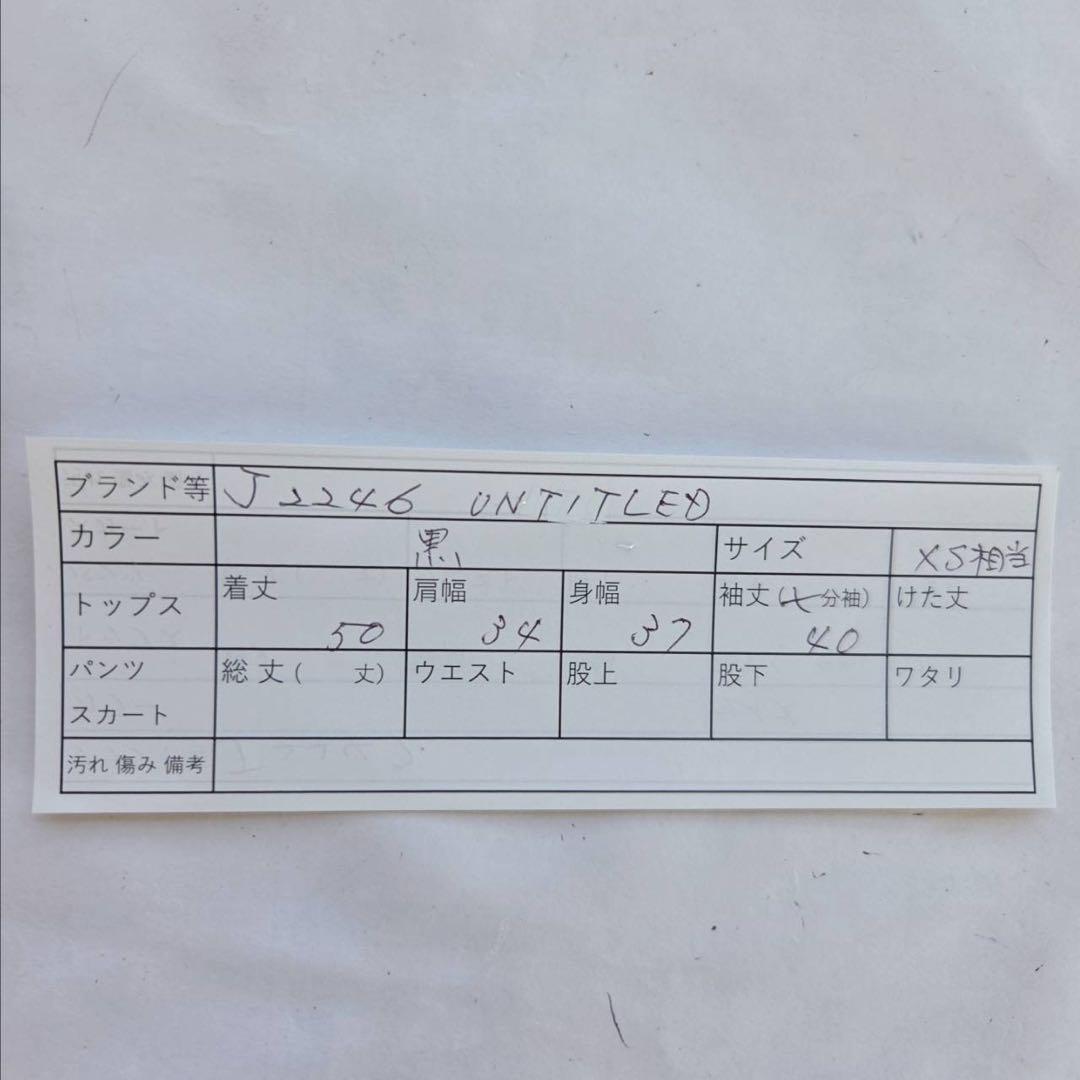 ブランド等 J2246 UNTITLED
カラー 黒 サイズ XS相当
トップス 着丈 50 肩幅 34 身幅 37 袖丈(七分袖) 40 けた丈
パンツ スカート 総丈( 丈) ウエスト 股上 股下 ワタリ
汚れ 傷み 備考